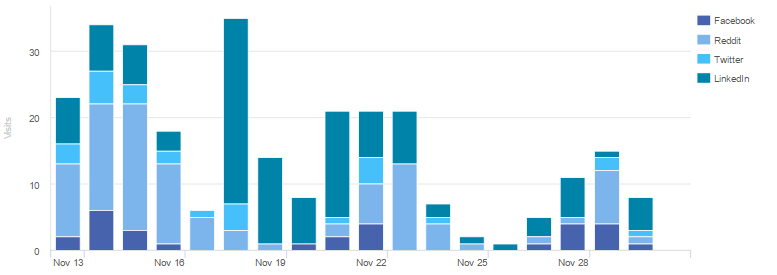 Facebook
Reddit
Twitter
LinkedIn
Visits
30
20
10
0
Nov 13
Nov 16
Nov 19
Nov 22
Nov 25
Nov 28